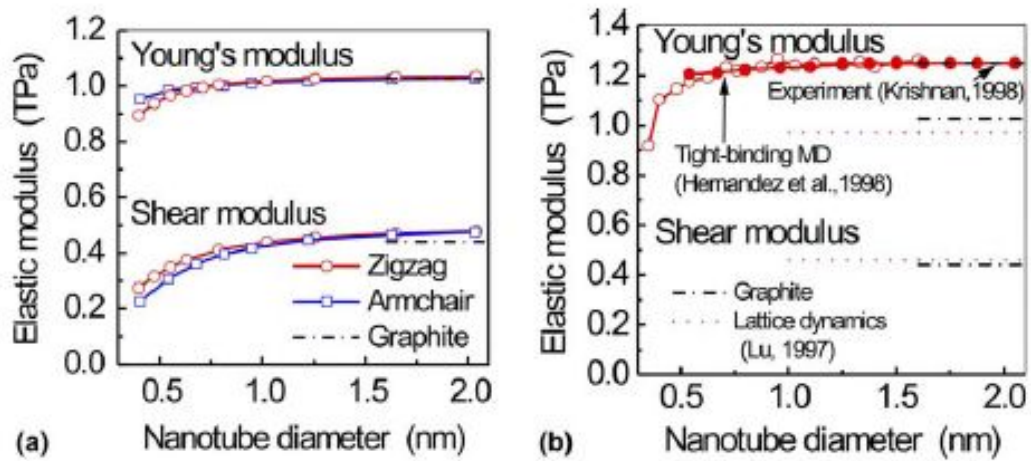 1.2
1.0
0.8
0.6
0.4
0.2
0.0
Elastic modulus (TPa)
Young's modulus
Shear modulus
Zigzag
Armchair
Graphite
0.5 1.0 1.5 2.0
(a) Nanotube diameter (nm)
1.4
1.2
1.0
0.8
0.6
0.4
0.2
0.0
Elastic modulus (TPa)
Young's modulus
Experiment (Krishnan, 1998)
Tight-binding MD
(Hernandez et al., 1998)
Shear modulus
Graphite
Lattice dynamics
(Lu, 1997)
0.5 1.0 1.5 2.0
(b) Nanotube diameter (nm)